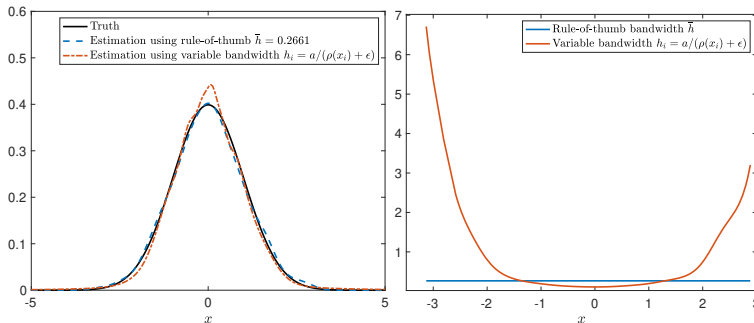 Truth
Estimation using rule-of-thumb bandwidth h̅ = 0.2661
Estimation using variable bandwidth hᵢ = a/(ρ(xᵢ) + ϵ)
0.6
0.5
0.4
0.3
0.2
0.1
0
-5 0 5
x
Rule-of-thumb bandwidth h̅
Variable bandwidth hᵢ = a/(ρ(xᵢ) + ϵ)
7
6
5
4
3
2
1
-3 -2 -1 0 1 2 3
x